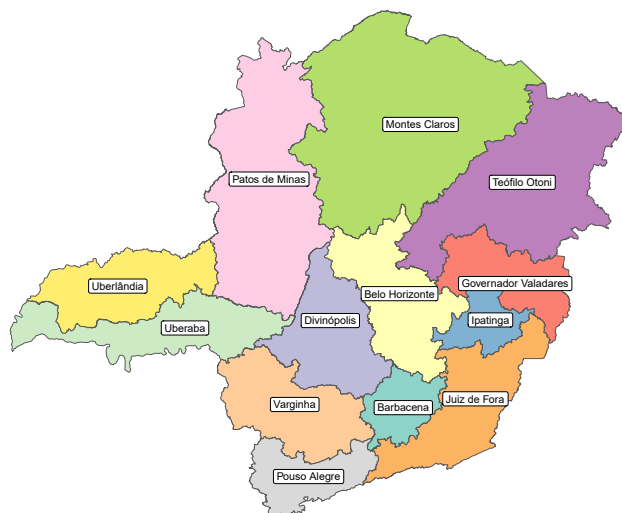 Montes Claros
Patos de Minas
Teófilo Otoni
Uberlândia
Governador Valadares
Belo Horizonte
Ipatinga
Divinópolis
Uberaba
Juiz de Fora
Varginha
Barbacena
Pouso Alegre